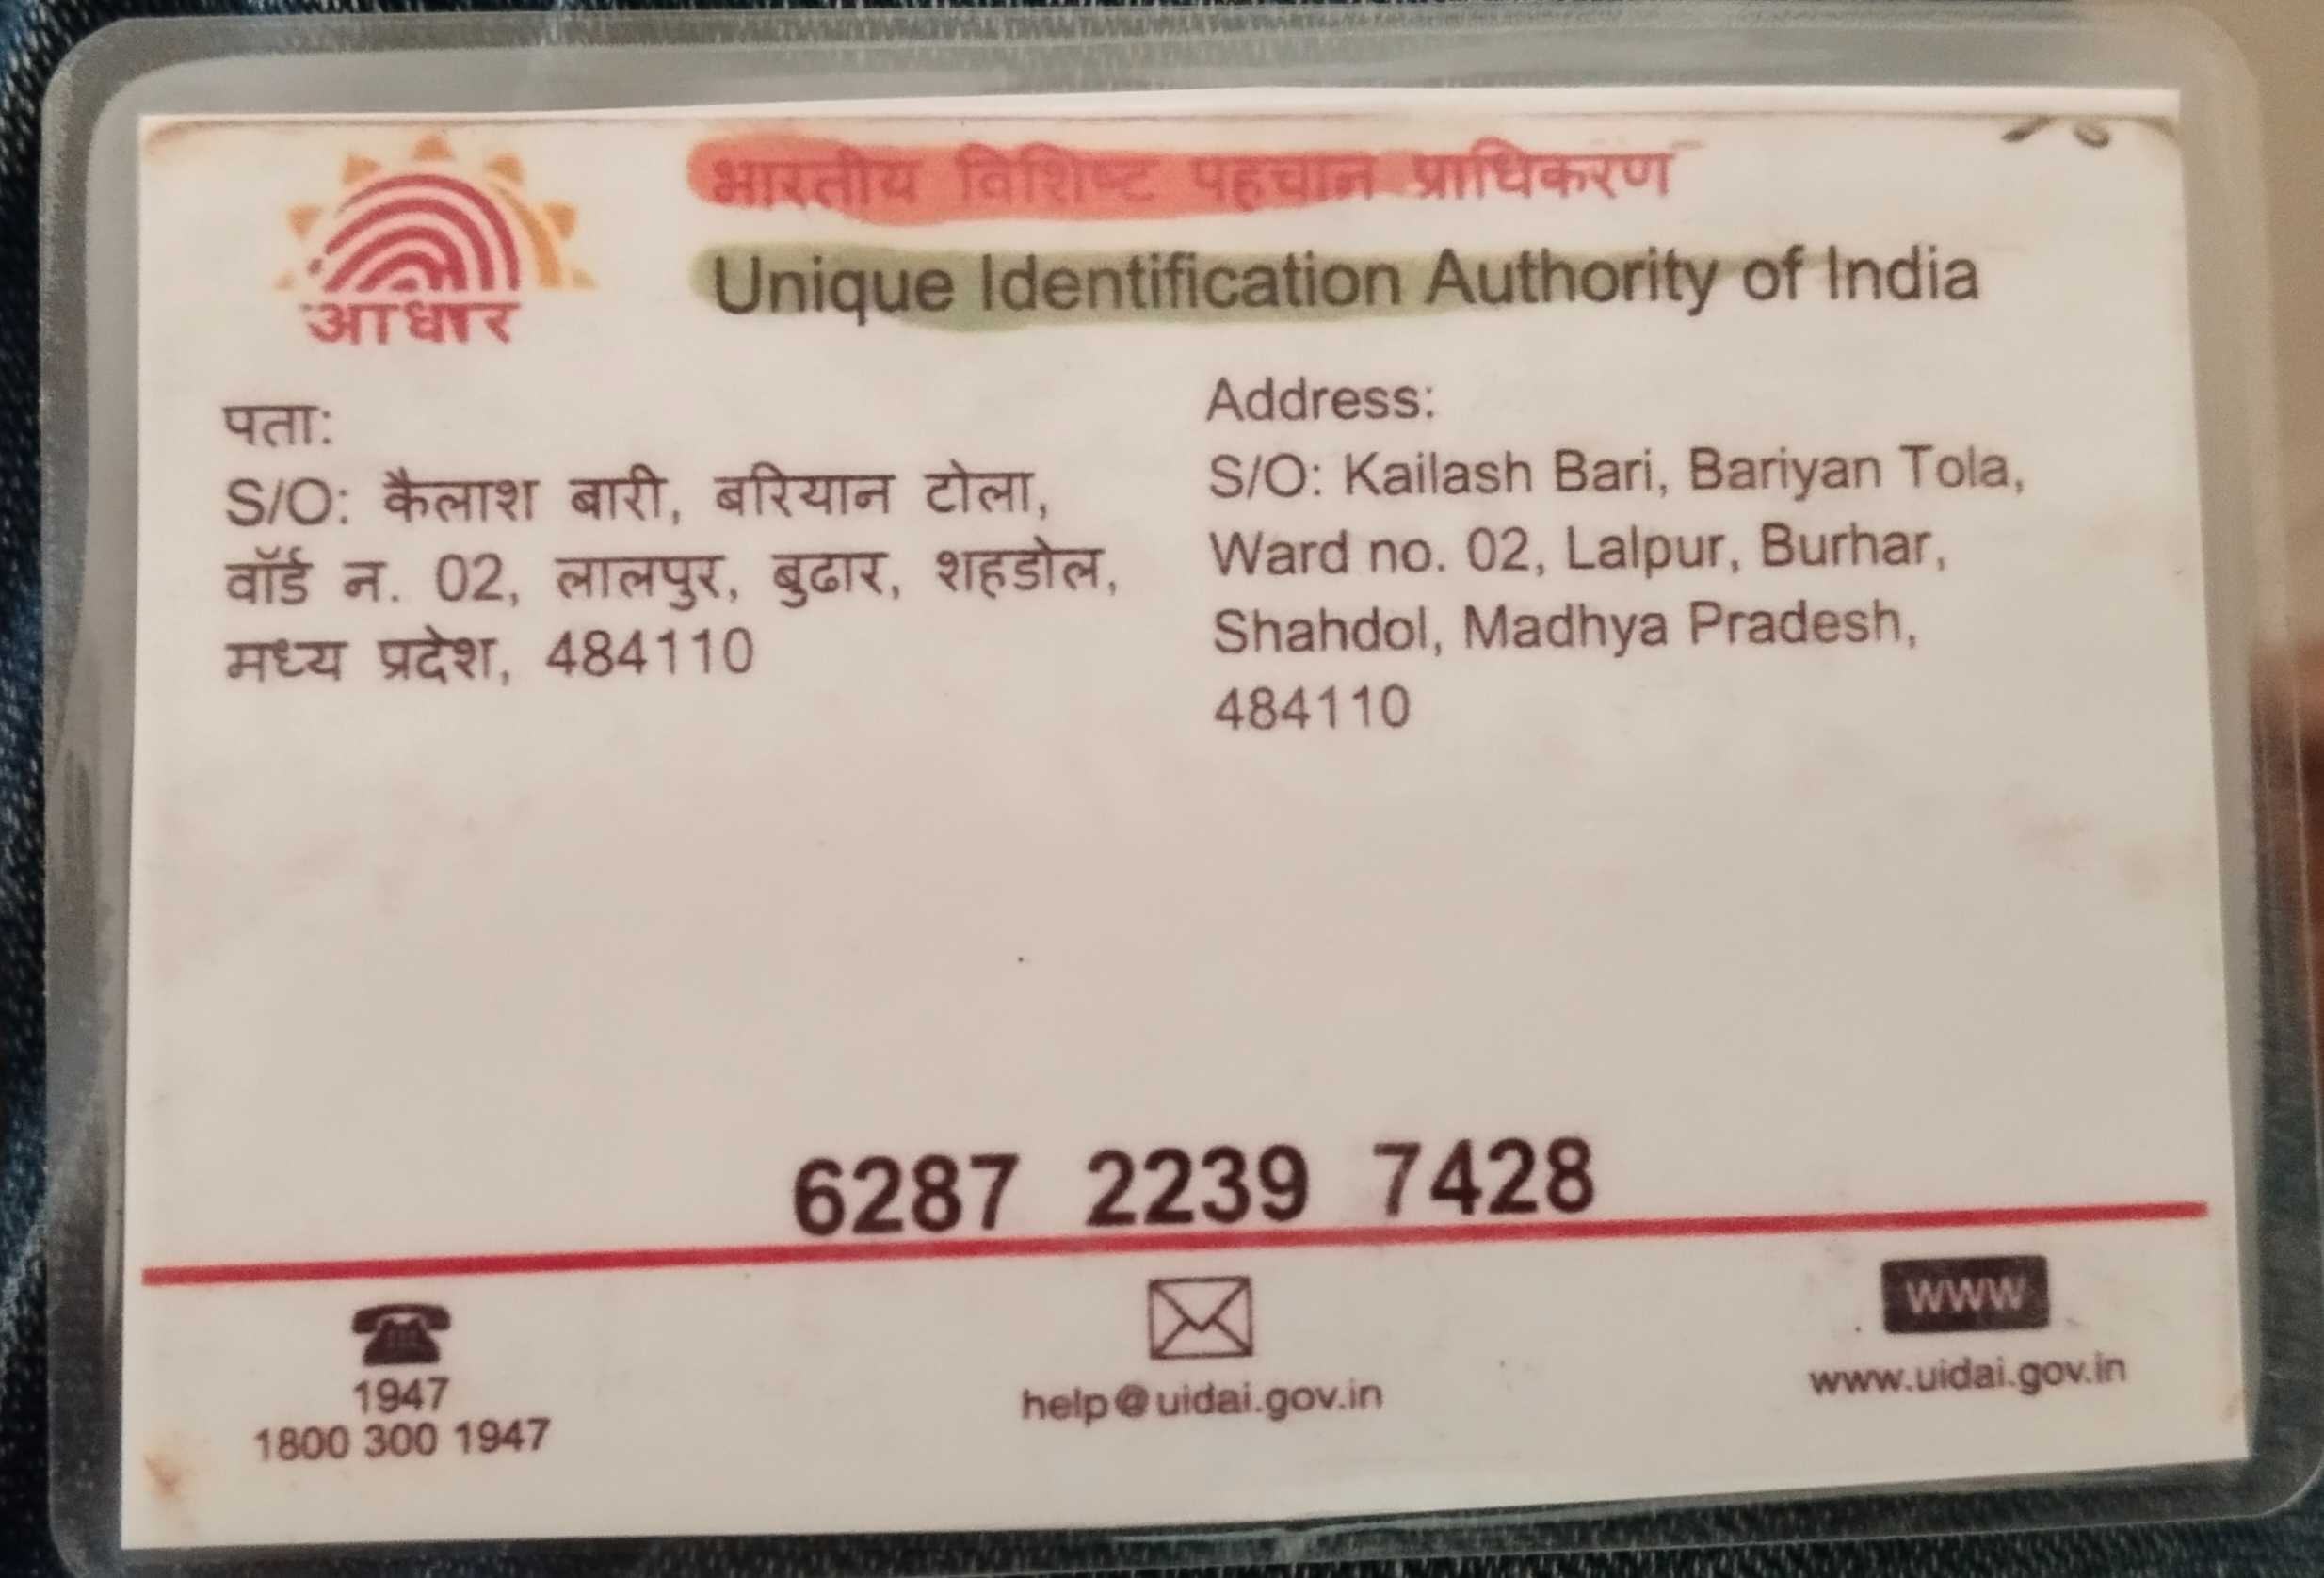 भारतीय विशिष्ट पहचान प्राधिकरण
Unique Identification Authority of India
आधार
पता:
S/O: कैलाश बारी, बरियान टोला,
वॉर्ड न. 02, लालपुर, बुढार, शहडोल,
मध्य प्रदेश, 484110
Address:
S/O: Kailash Bari, Bariyan Tola,
Ward no. 02, Lalpur, Burhar,
Shahdol, Madhya Pradesh,
484110
6287 2239 7428
1947
1800 300 1947
help@uidai.gov.in
www
www.uidai.gov.in